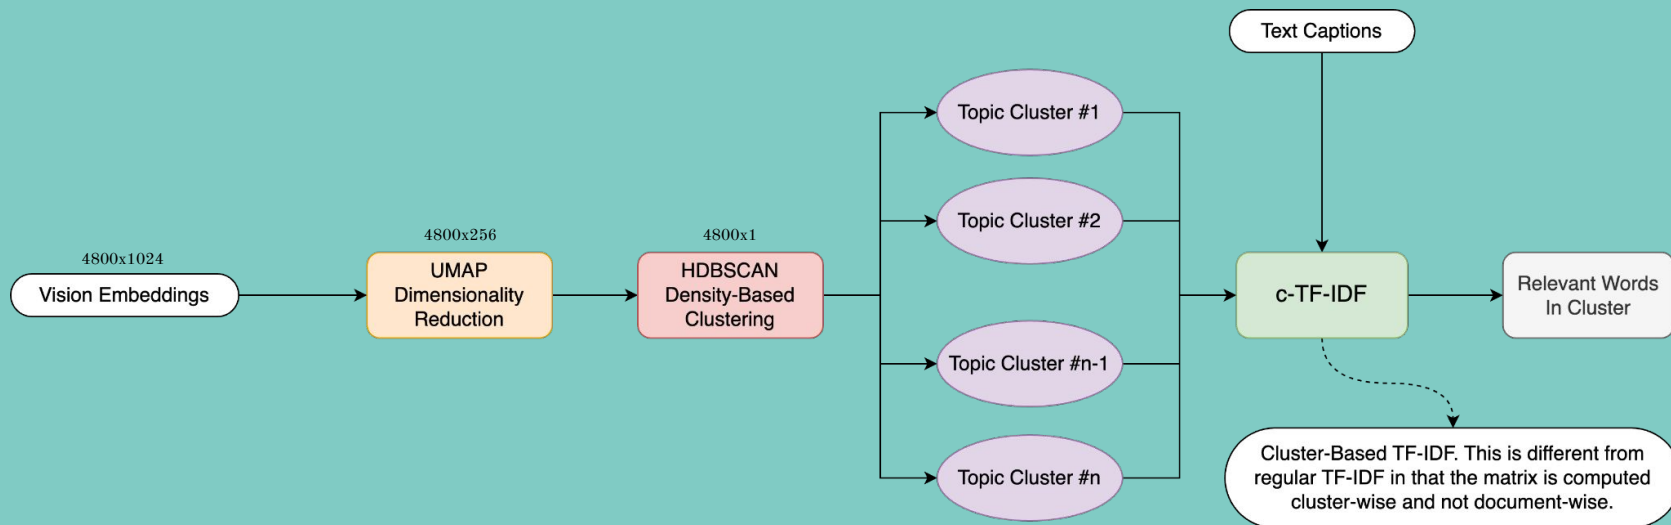 Text Captions
Topic Cluster #1
Topic Cluster #2
4800x1024
Vision Embeddings
4800x256
UMAP
Dimensionality
Reduction
4800x1
HDBSCAN
Density-Based
Clustering
c-TF-IDF
Relevant Words
In Cluster
Topic Cluster #n-1
Topic Cluster #n
Cluster-Based TF-IDF. This is different from
regular TF-IDF in that the matrix is computed
cluster-wise and not document-wise.